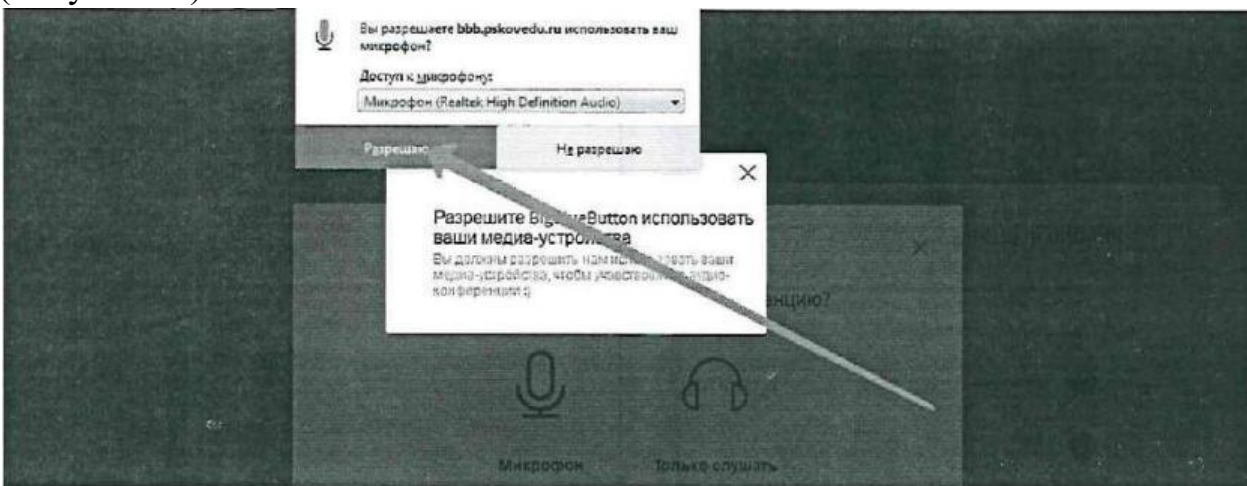 Вы разрешаете bbb.pskovedu.ru использовать ваш
микрофон?
Доступ к микрофону:
Микрофон (Realtek High Definition Audio)
Разрешаю
Не разрешаю
Разрешите BigBlueButton использовать
ваши медиа-устройства
Вы должны разрешить нам использовать ваши
медиа-устройства, чтобы участвовать в аудио-
конференции :)
Микрофон
Только слушать